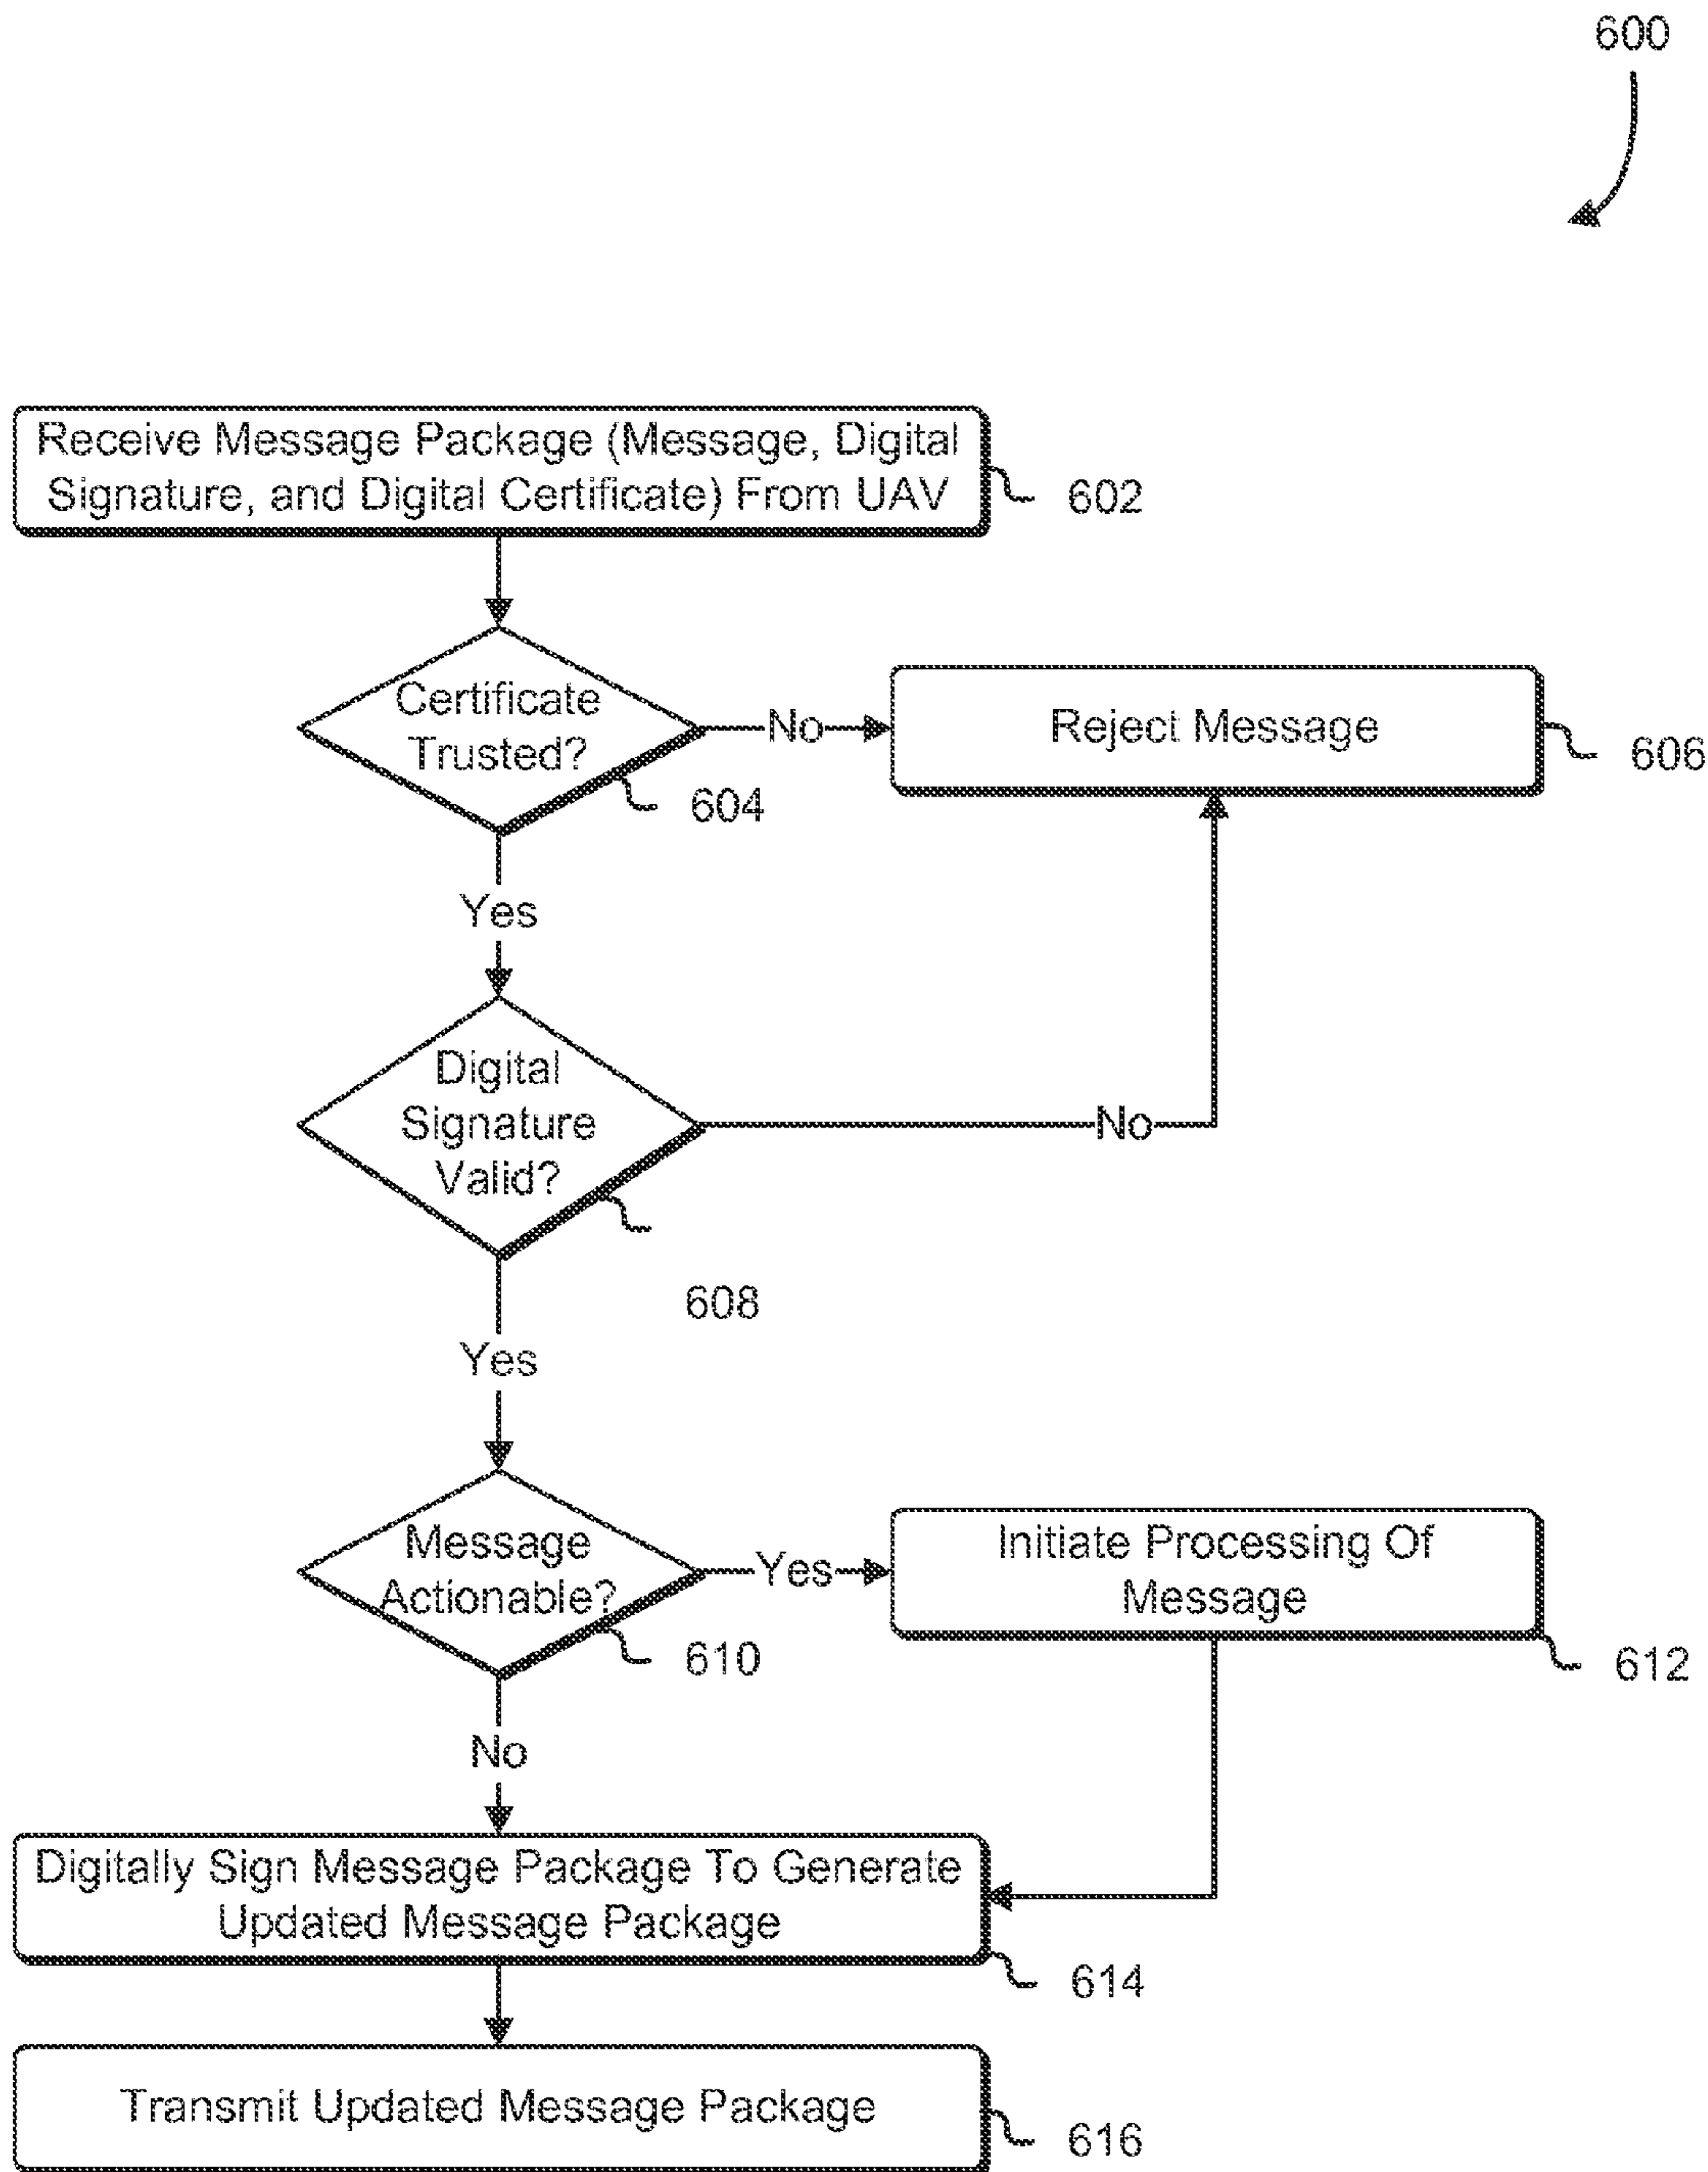 600
Receive Message Package (Message, Digital
Signature, and Digital Certificate) From UAV
602
Certificate
Trusted?
604
No
Reject Message
606
Yes
Digital
Signature
Valid?
608
No
Yes
Message
Actionable?
610
Yes
Initiate Processing Of
Message
612
No
Digitally Sign Message Package To Generate
Updated Message Package
614
Transmit Updated Message Package
616